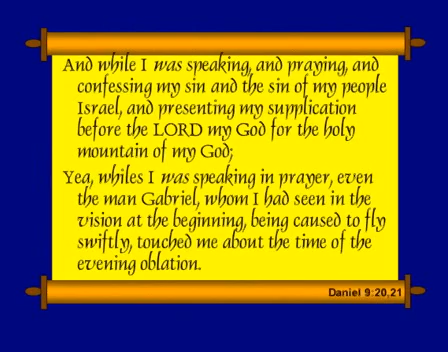 And while I was speaking, and praying, and
confessing my sin and the sin of my people
Israel, and presenting my supplication
before the LORD my God for the holy
mountain of my God;
Yea, whiles I was speaking in prayer, even
the man Gabriel, whom I had seen in the
vision at the beginning, being caused to fly
swiftly, touched me about the time of the
evening oblation.
Daniel 9:20,21